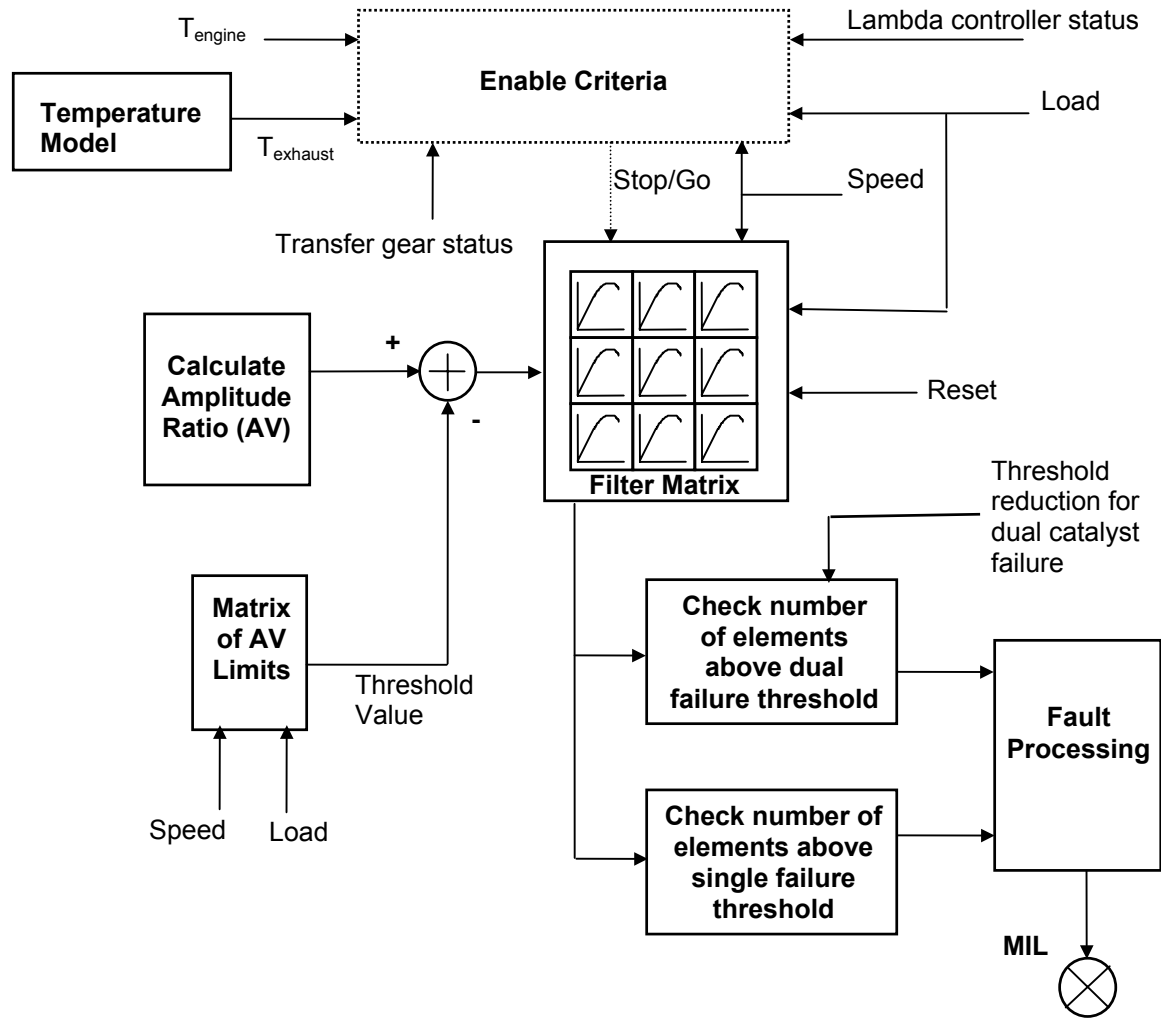 T_engine
Lambda controller status
Enable Criteria
Temperature
Model
T_exhaust
Load
Stop/Go
Speed
Transfer gear status
Calculate
Amplitude
Ratio (AV)
+
-
Reset
Filter Matrix
Threshold
reduction for
dual catalyst
failure
Matrix
of AV
Limits
Threshold
Value
Speed
Load
Check number
of elements
above dual
failure threshold
Fault
Processing
Check number of
elements above
single failure
threshold
MIL